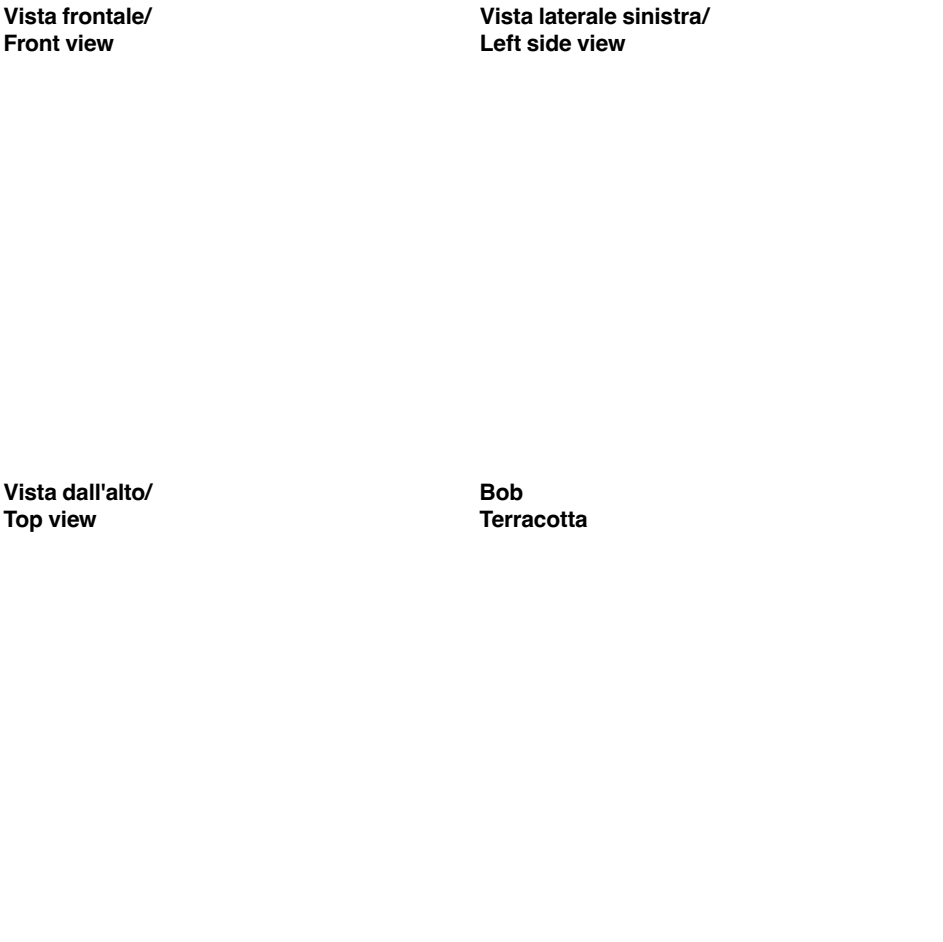 Vista frontale/
Front view
Vista laterale sinistra/
Left side view
Vista dall'alto/
Top view
Bob
Terracotta